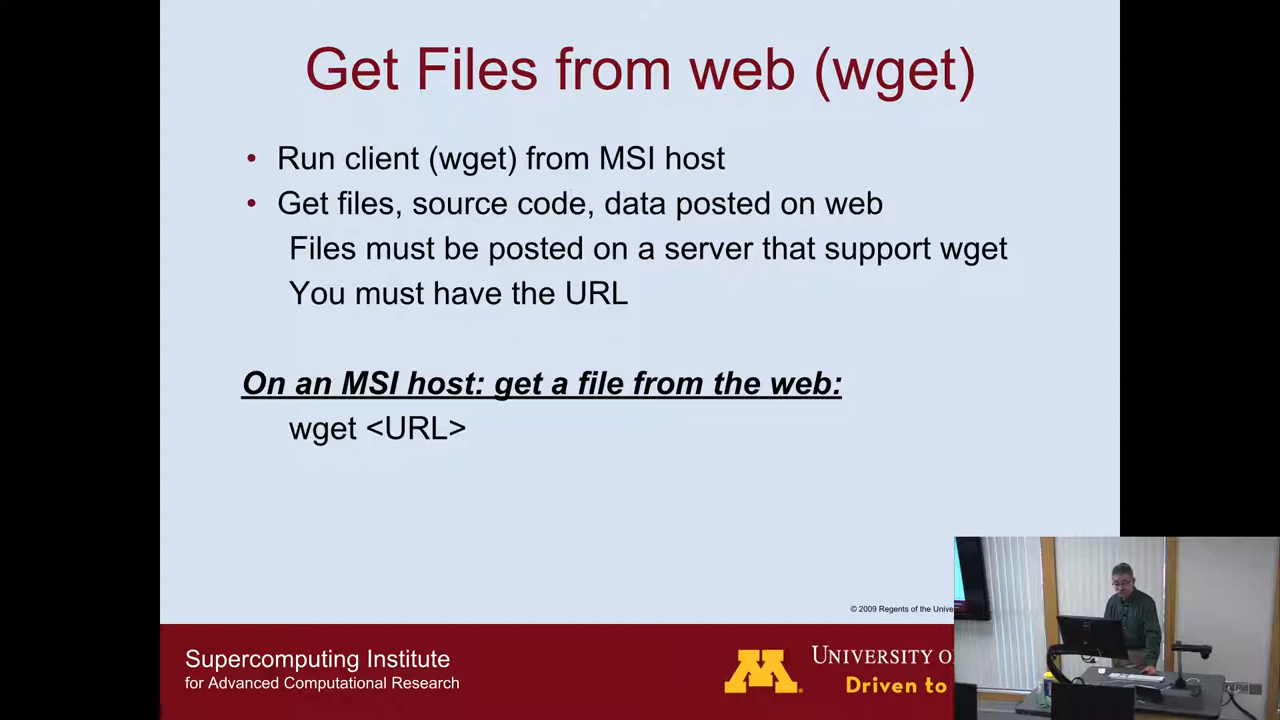 Get Files from web (wget)
• Run client (wget) from MSI host
• Get files, source code, data posted on web
Files must be posted on a server that support wget
You must have the URL
On an MSI host: get a file from the web:
wget <URL>
© 2009 Regents of the
Supercomputing Institute
for Advanced Computational Research
M
UNIVERSITY OF
Driven to